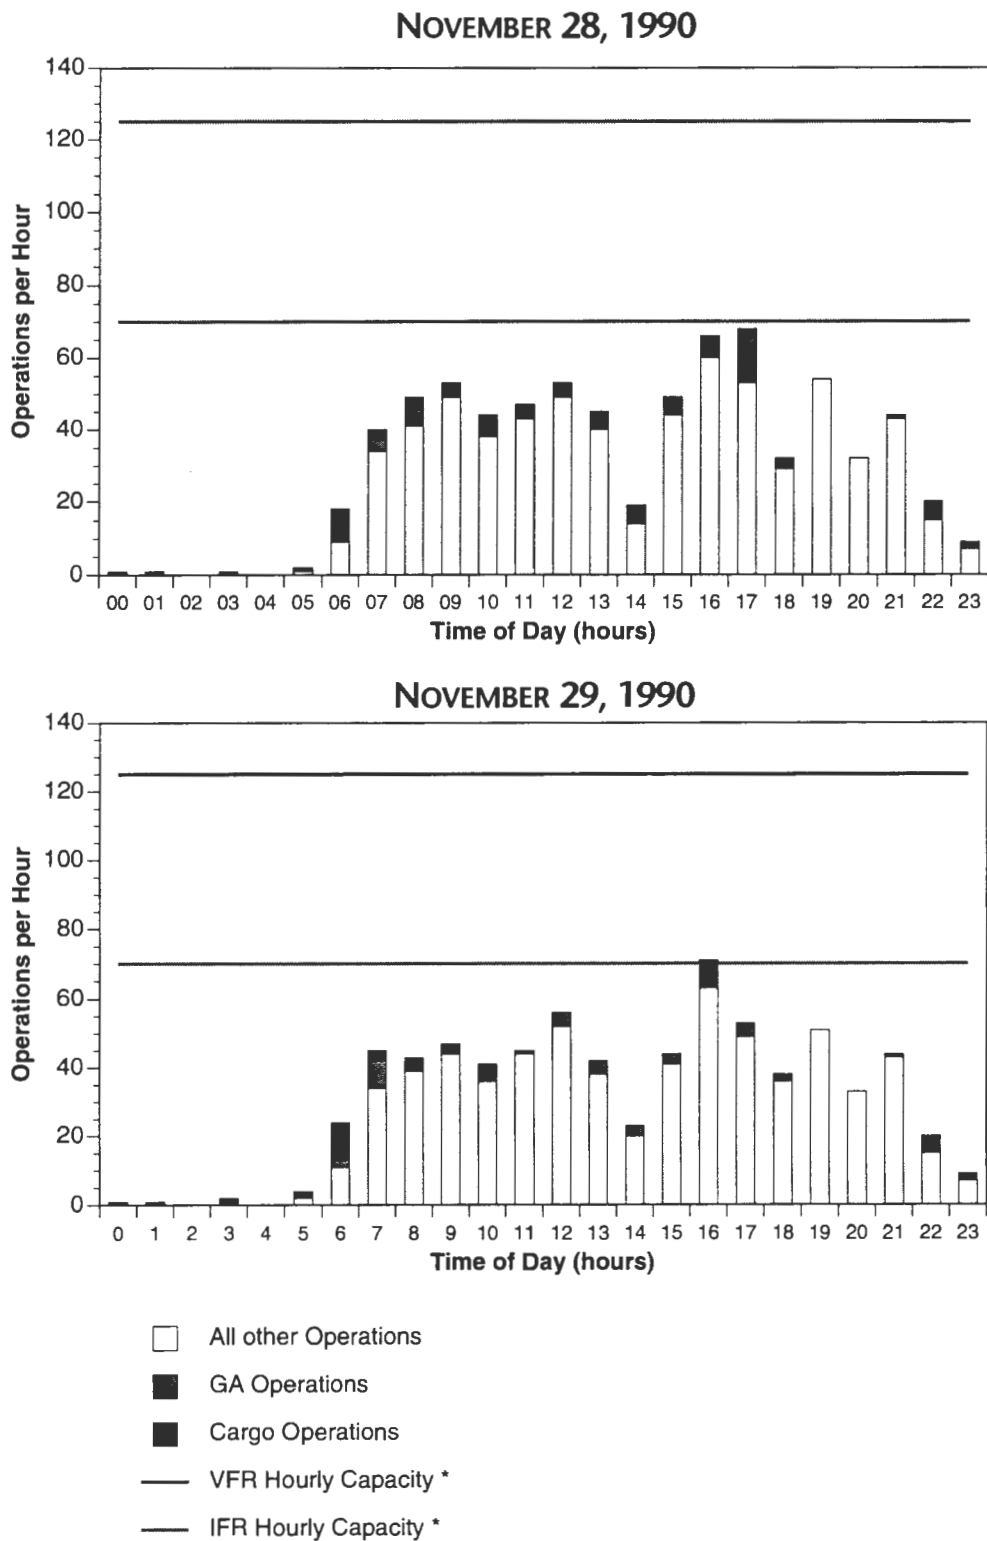 NOVEMBER 28, 1990
140
120
100
80
60
40
20
0
Operations per Hour
00 01 02 03 04 05 06 07 08 09 10 11 12 13 14 15 16 17 18 19 20 21 22 23
Time of Day (hours)
NOVEMBER 29, 1990
140
120
100
80
60
40
20
0
Operations per Hour
0 1 2 3 4 5 6 7 8 9 10 11 12 13 14 15 16 17 18 19 20 21 22 23
Time of Day (hours)
All other Operations
GA Operations
Cargo Operations
VFR Hourly Capacity *
IFR Hourly Capacity *